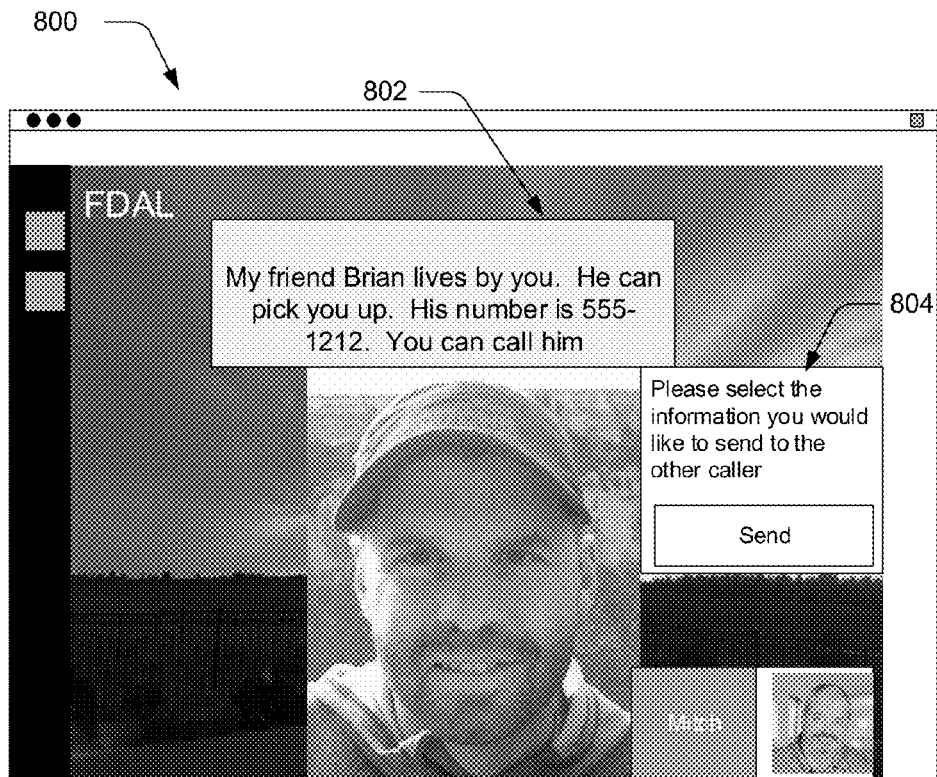 800
802
FDAL
My friend Brian lives by you. He can
pick you up. His number is 555-
1212. You can call him
804
Please select the
information you would
like to send to the
other caller
Send